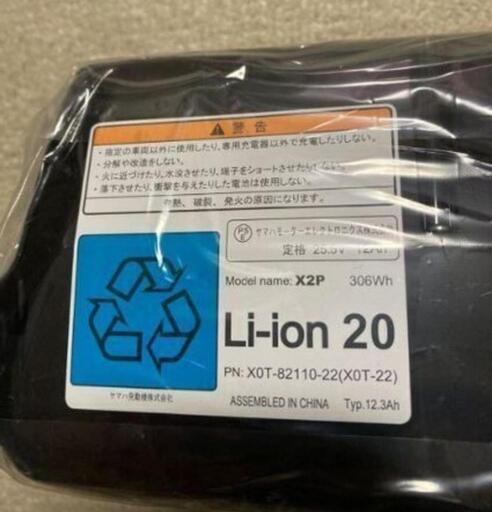 警告
・指定の車両以外に使用したり、専用充電器以外で充電したりしない。
・分解や改造をしない。
・火に近づけたり、水没させたり、端子をショートさせたりしない。
・落下させたり、衝撃を与えたりした電池は使用しない。
発熱、破裂、発火の原因になります。
PS E ヤマハモーターエレクトロニクス株式会社
定格 25.5V 12Ah
Model name: X2P 306Wh
Li-ion 20
PN: X0T-82110-22(X0T-22)
ASSEMBLED IN CHINA Typ.12.3Ah
ヤマハ発動機株式会社